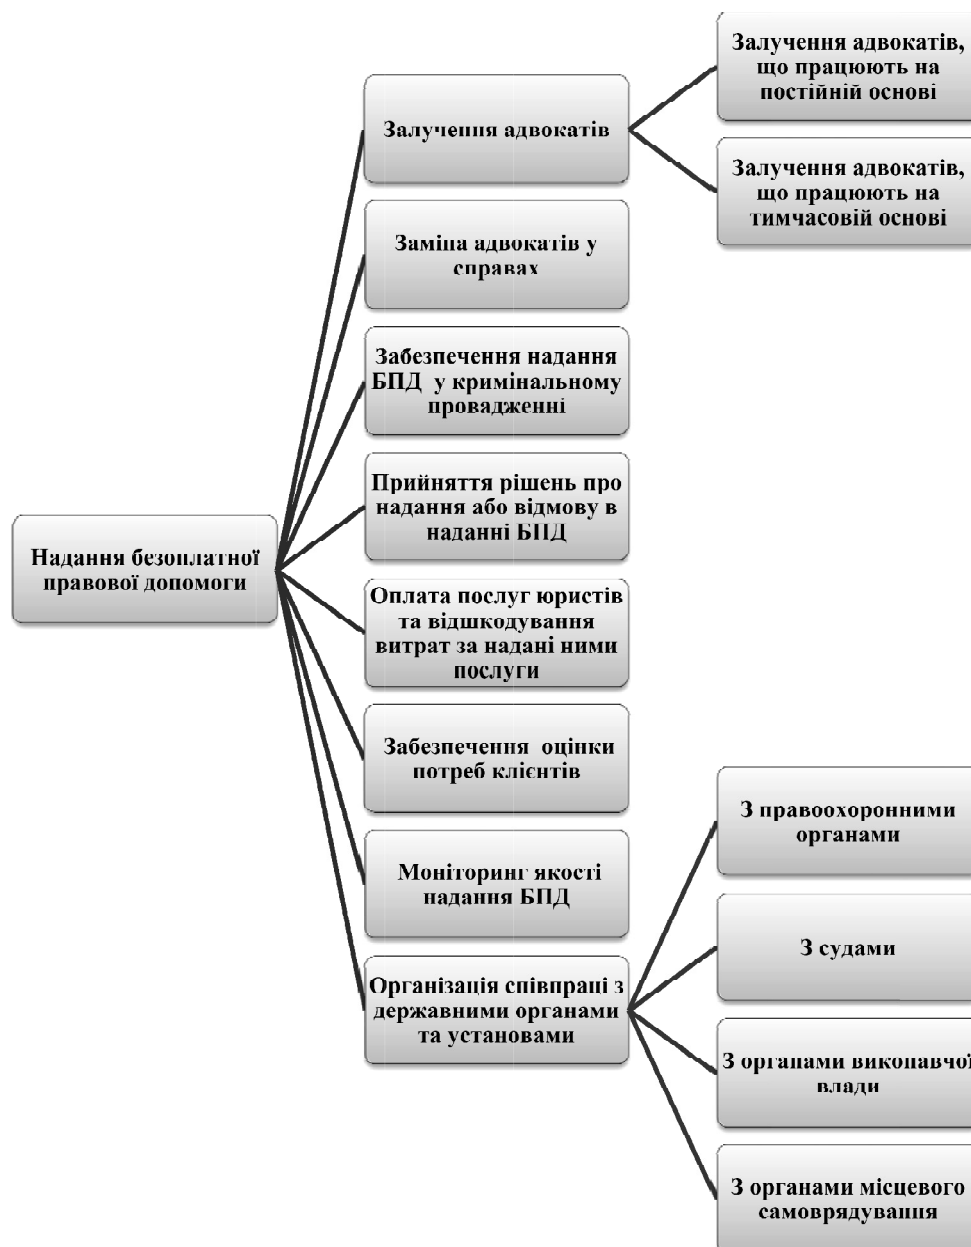 Залучення адвокатів,
що працюють на
постійній основі
Залучення адвокатів
Залучення адвокатів,
що працюють на
тимчасовій основі
Заміна адвокатів у
справах
Забезпечення надання
БПД у кримінальному
провадженні
Прийняття рішень про
надання або відмову в
наданні БПД
Надання безоплатної
правової допомоги
Оплата послуг юристів
та відшкодування
витрат за надані ними
послуги
Забезпечення оцінки
потреб клієнтів
Моніторинг якості
надання БПД
Організація співпраці з
державними органами
та установами
З правоохоронними
органами
З судами
З органами виконавчої
влади
З органами місцевого
самоврядування